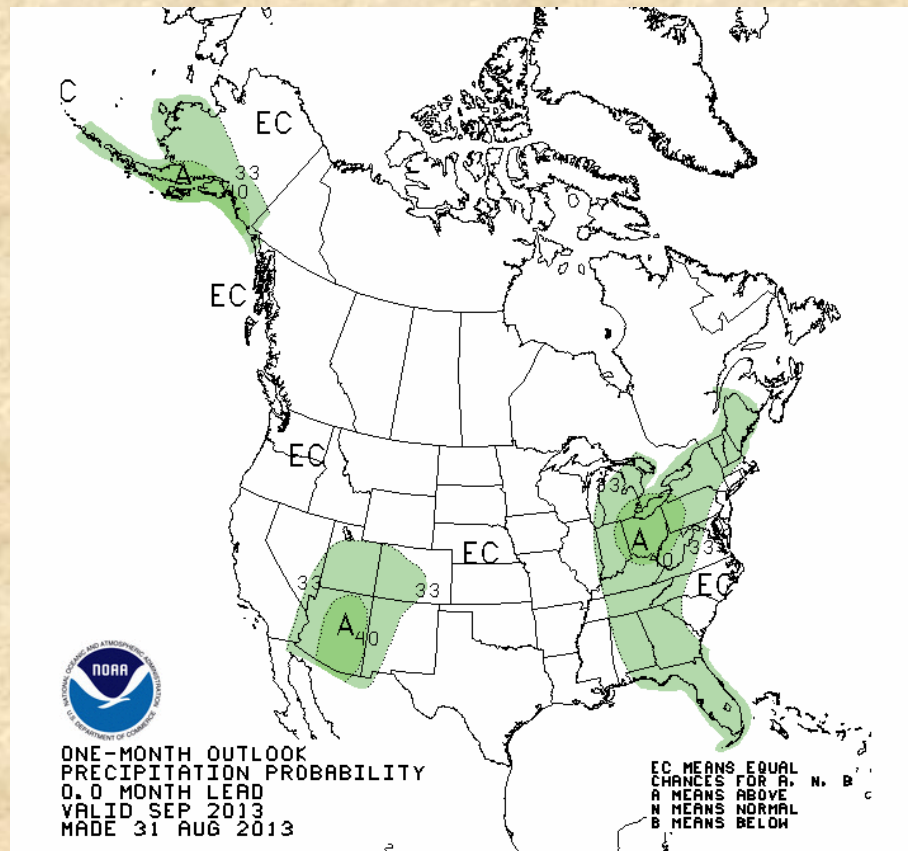 C
EC
A
33
40
EC
EC
33
33
A
40
EC
33
A
40
33
EC
NATIONAL OCEANIC AND ATMOSPHERIC ADMINISTRATION
NOAA
U.S. DEPARTMENT OF COMMERCE
ONE-MONTH OUTLOOK
PRECIPITATION PROBABILITY
0.0 MONTH LEAD
VALID SEP 2013
MADE 31 AUG 2013
EC MEANS EQUAL
CHANCES FOR A, N, B
A MEANS ABOVE
N MEANS NORMAL
B MEANS BELOW
C